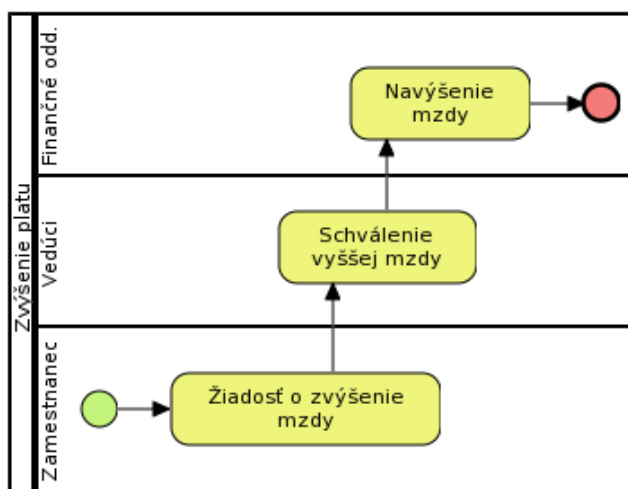 Zvýšenie platu
Finančné odd.
Navýšenie
mzdy
Vedúci
Schválenie
vyššej mzdy
Zamestnanec
Žiadosť o zvýšenie
mzdy